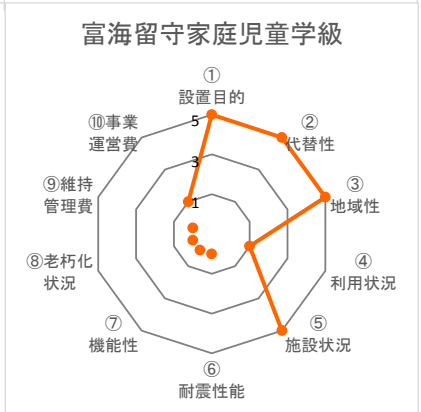 富海留守家庭児童学級
①
設置目的
②
代替性
③
地域性
④
利用状況
⑤
施設状況
⑥
耐震性能
⑦
機能性
⑧老朽化
状況
⑨維持
管理費
⑩事業
運営費
5
3
1